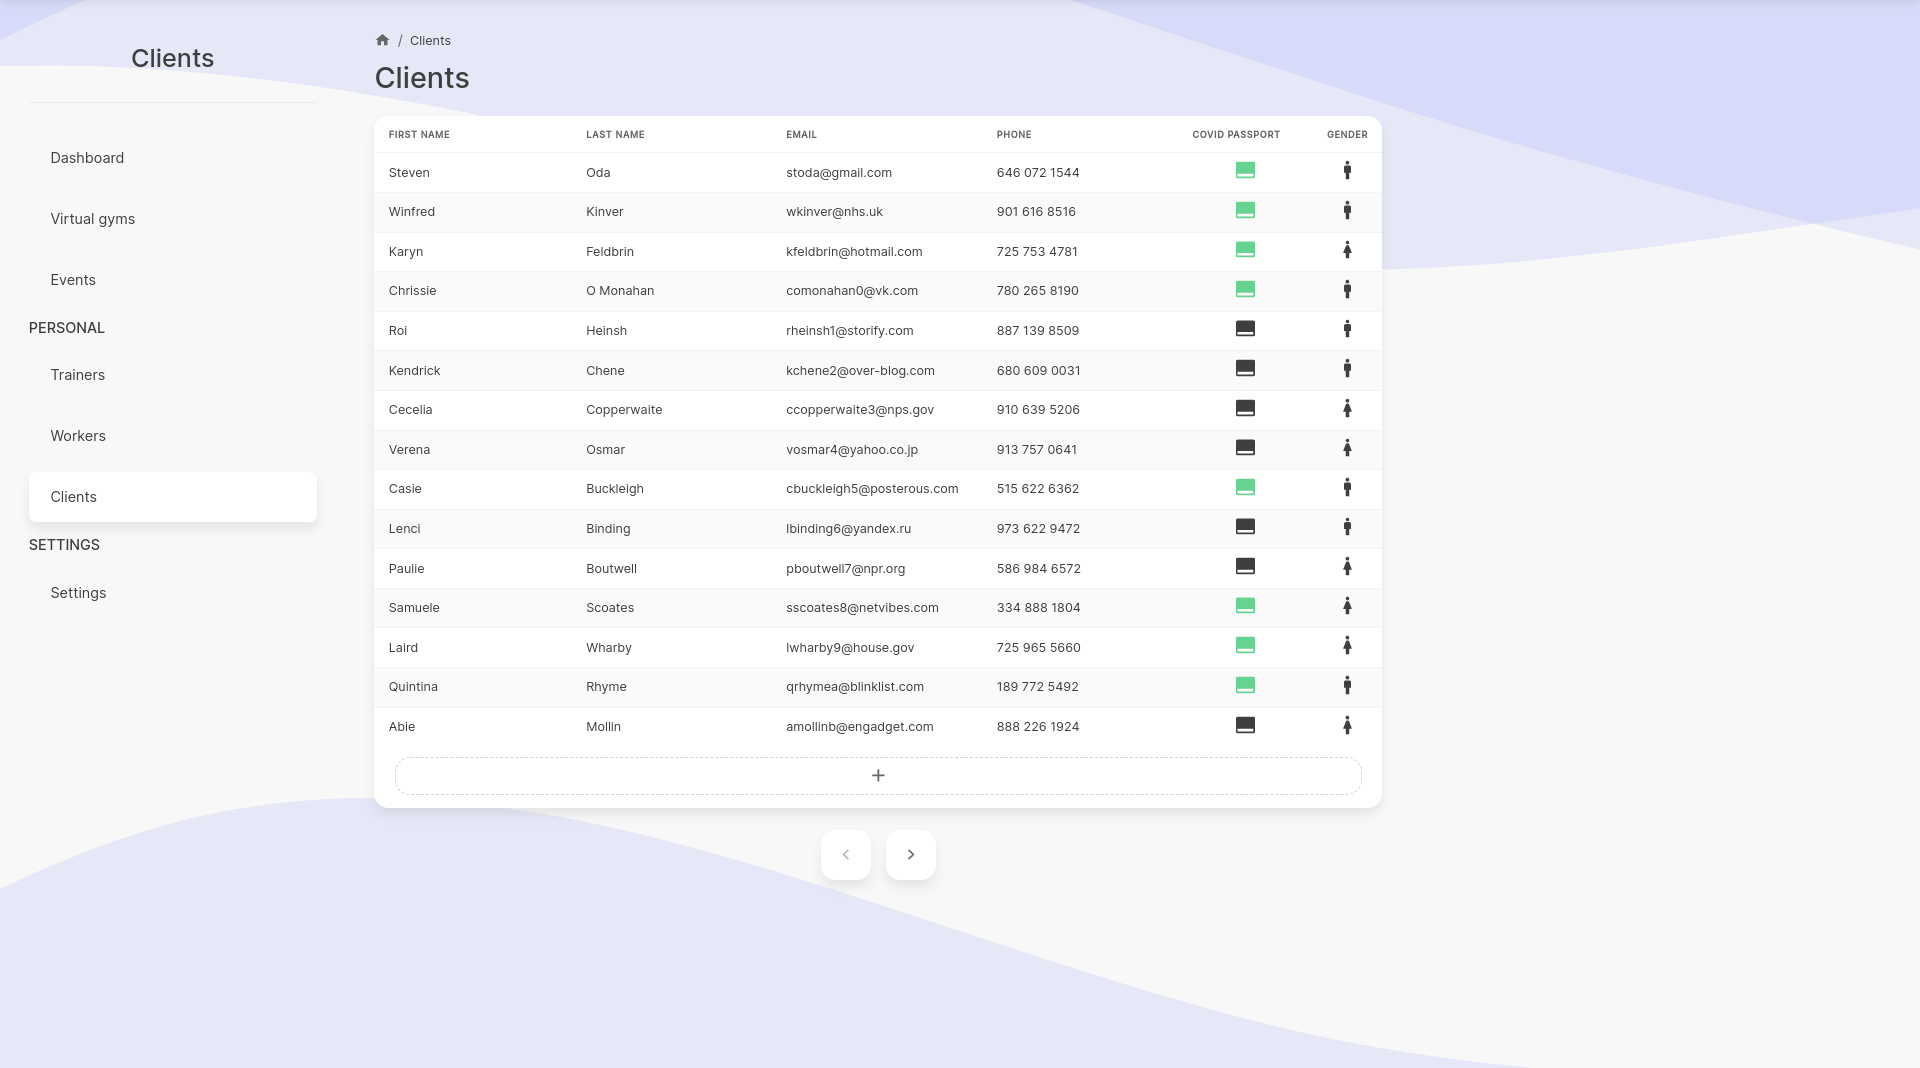 Clients
Dashboard
Virtual gyms
Events
PERSONAL
Trainers
Workers
Clients
SETTINGS
Settings
/ Clients
Clients
FIRST NAME LAST NAME EMAIL PHONE COVID PASSPORT GENDER
Steven Oda stoda@gmail.com 646 072 1544
Winfred Kinver wkinver@nhs.uk 901 616 8516
Karyn Feldbrin kfeldbrin@hotmail.com 725 753 4781
Chrissie O Monahan comonahan0@vk.com 780 265 8190
Roi Heinsh rheinsh1@storify.com 887 139 8509
Kendrick Chene kchene2@over-blog.com 680 609 0031
Cecelia Copperwaite ccopperwaite3@nps.gov 910 639 5206
Verena Osmar vosmar4@yahoo.co.jp 913 757 0641
Casie Buckleigh cbuckleigh5@posterous.com 515 622 6362
Lenci Binding lbinding6@yandex.ru 973 622 9472
Paulie Boutwell pboutwell7@npr.org 586 984 6572
Samuele Scoates sscoates8@netvibes.com 334 888 1804
Laird Wharby lwharby9@house.gov 725 965 5660
Quintina Rhyme qrhymea@blinklist.com 189 772 5492
Abie Mollin amollinb@engadget.com 888 226 1924
+